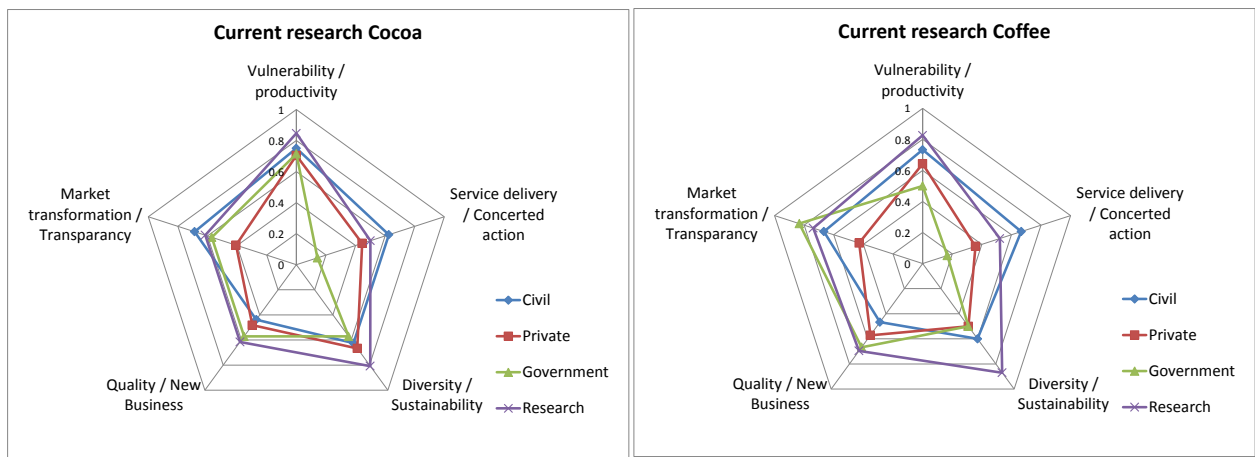 Current research Cocoa
Vulnerability /
productivity
1
0.8
0.6
0.4
0.2
0
Service delivery
/ Concerted
action
Diversity /
Sustainability
Quality / New
Business
Market
transformation /
Transparancy
Civil
Private
Government
Research
Current research Coffee
Vulnerability /
productivity
1
0.8
0.6
0.4
0.2
0
Service delivery
/ Concerted
action
Diversity /
Sustainability
Quality / New
Business
Market
transformation /
Transparancy
Civil
Private
Government
Research